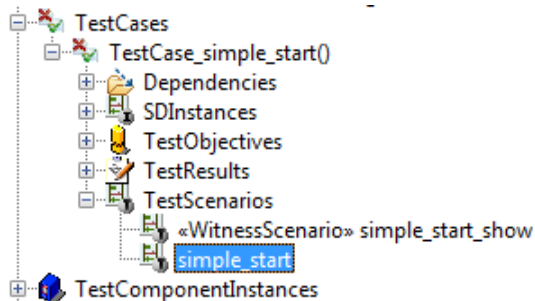 TestCases
TestCase_simple_start()
Dependencies
SDInstances
TestObjectives
TestResults
TestScenarios
«WitnessScenario» simple_start_show
simple_start
TestComponentInstances